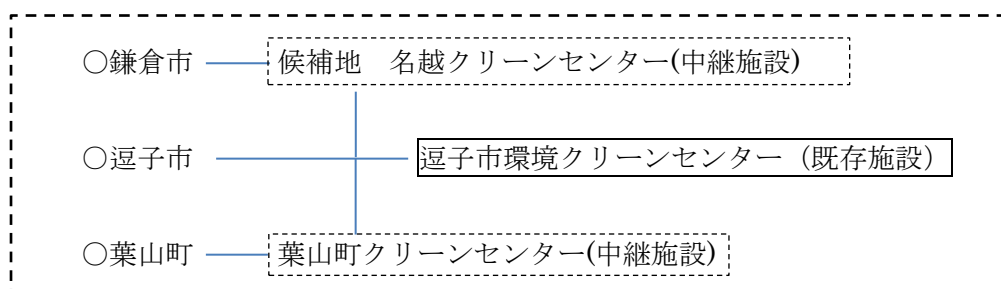 ○鎌倉市 候補地　名越クリーンセンター(中継施設)
○逗子市 逗子市環境クリーンセンター（既存施設）
○葉山町 葉山町クリーンセンター(中継施設)